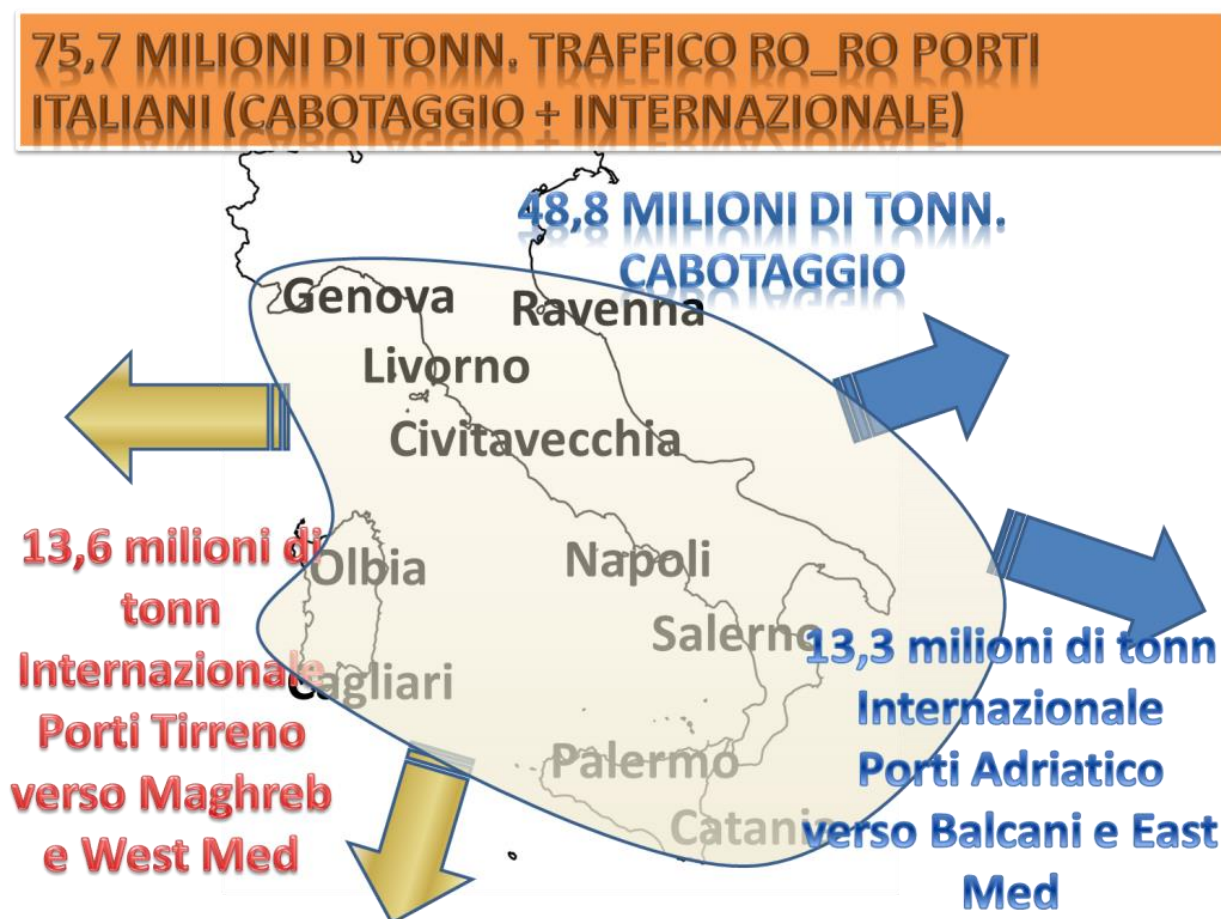 75,7 MILIONI DI TONN. TRAFFICO RO_RO PORTI
ITALIANI (CABOTAGGIO + INTERNAZIONALE)
48,8 MILIONI DI TONN.
CABOTAGGIO
Genova
Ravenna
Livorno
Civitavecchia
Olbia
Napoli
Salerno
Cagliari
Palermo
Catania
13,6 milioni di
tonn
Internazionale
Porti Tirreno
verso Maghreb
e West Med
13,3 milioni di tonn
Internazionale
Porti Adriatico
verso Balcani e East
Med